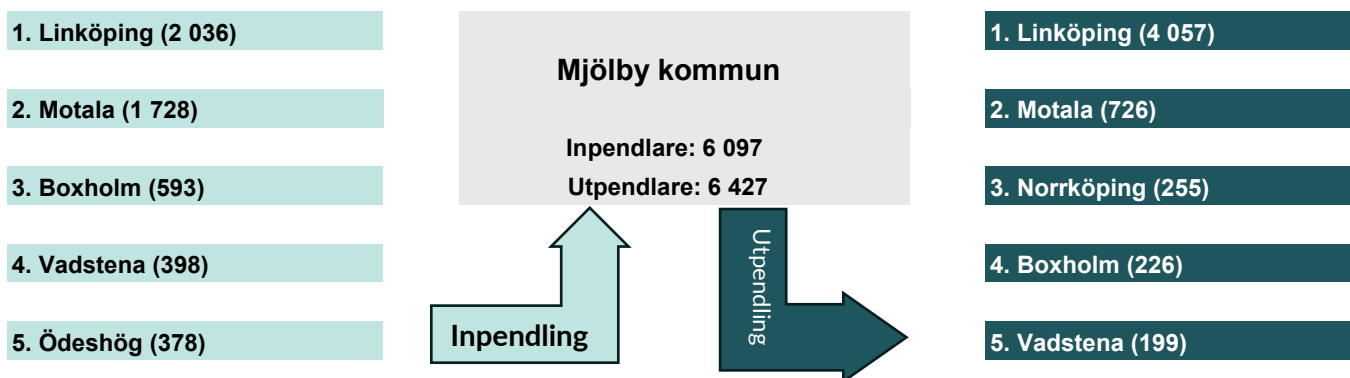 1. Linköping (2 036)
2. Motala (1 728)
3. Boxholm (593)
4. Vadstena (398)
5. Ödeshög (378)
Mjölby kommun
Inpendlare: 6 097
Utpendlare: 6 427
Inpendling
Utpendling
1. Linköping (4 057)
2. Motala (726)
3. Norrköping (255)
4. Boxholm (226)
5. Vadstena (199)